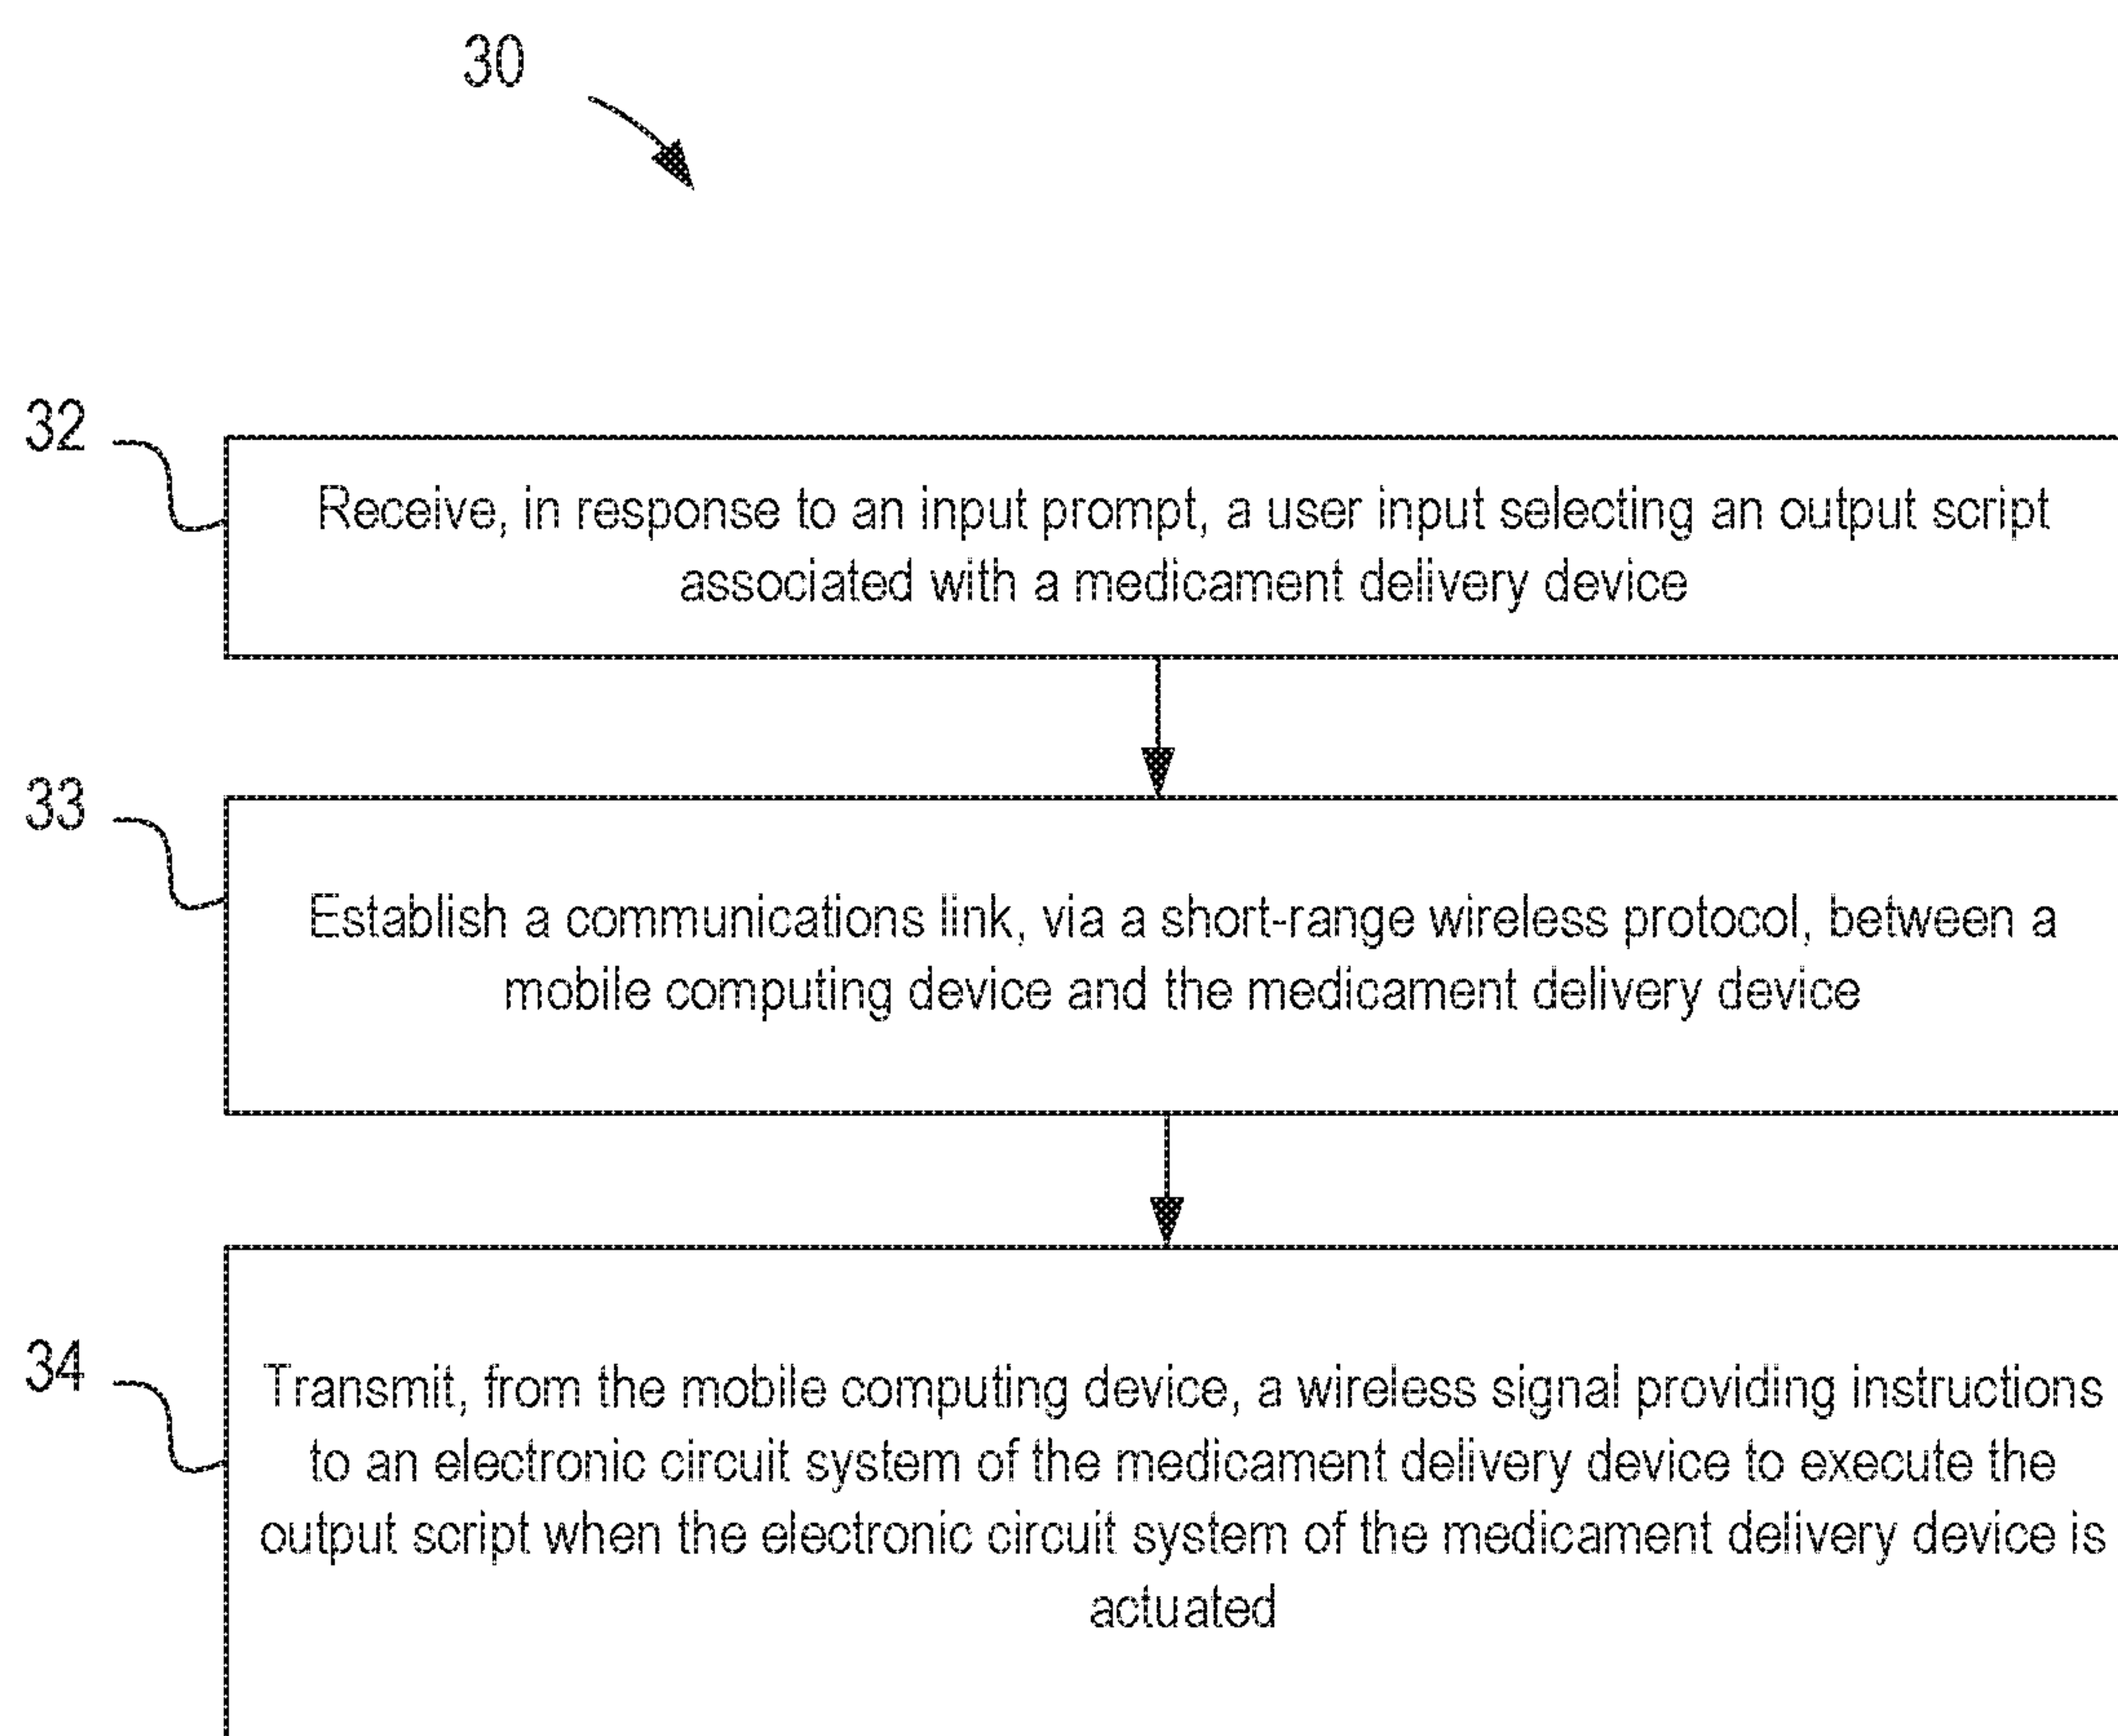 30
32
Receive, in response to an input prompt, a user input selecting an output script
associated with a medicament delivery device
33
Establish a communications link, via a short-range wireless protocol, between a
mobile computing device and the medicament delivery device
34
Transmit, from the mobile computing device, a wireless signal providing instructions
to an electronic circuit system of the medicament delivery device to execute the
output script when the electronic circuit system of the medicament delivery device is
actuated